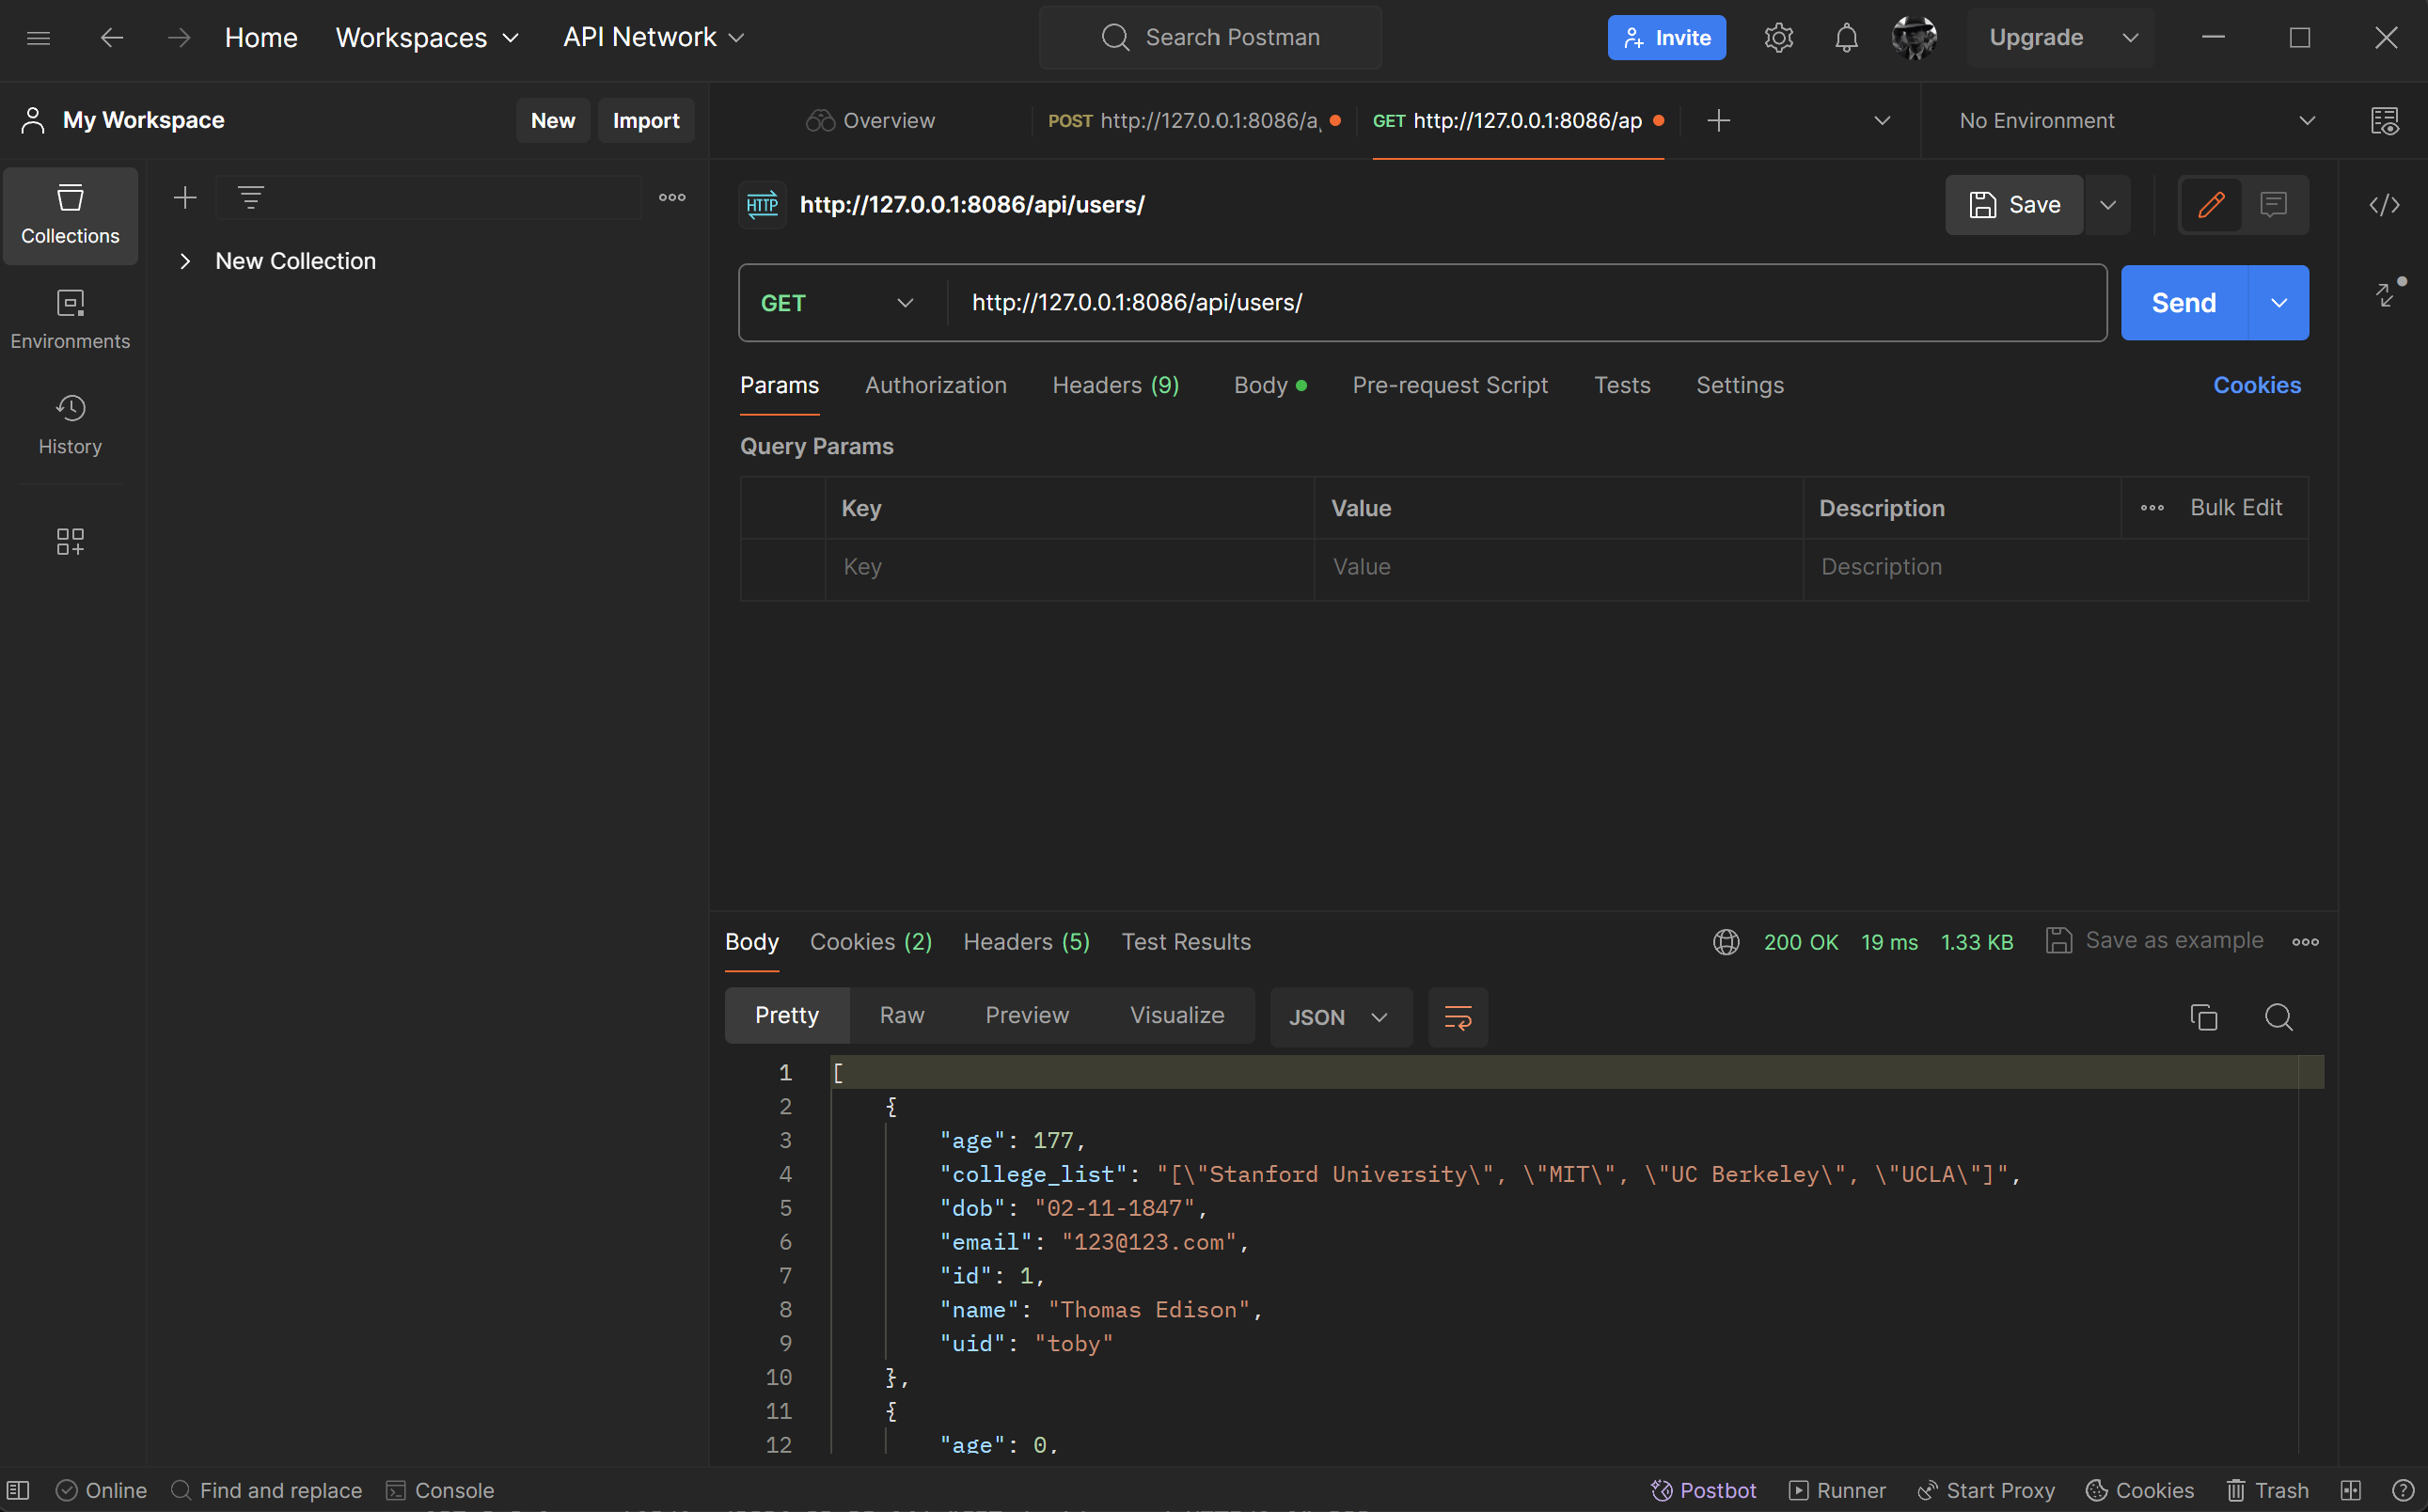 Home Workspaces API Network Search Postman Invite Upgrade
My Workspace New Import Overview POST http://127.0.0.1:8086/a GET http://127.0.0.1:8086/ap No Environment
Collections
New Collection
Environments
History
HTTP http://127.0.0.1:8086/api/users/ Save
GET http://127.0.0.1:8086/api/users/ Send
Params Authorization Headers (9) Body Pre-request Script Tests Settings Cookies
Query Params
Key Value Description Bulk Edit
Key Value Description
Body Cookies (2) Headers (5) Test Results 200 OK 19 ms 1.33 KB Save as example
Pretty Raw Preview Visualize JSON
1 [
2 {
3 "age": 177,
4 "college_list": "[\"Stanford University\", \"MIT\", \"UC Berkeley\", \"UCLA\"]",
5 "dob": "02-11-1847",
6 "email": "123@123.com",
7 "id": 1,
8 "name": "Thomas Edison",
9 "uid": "toby"
10 },
11 {
12 "age": 0,
Online Find and replace Console Postbot Runner Start Proxy Cookies Trash